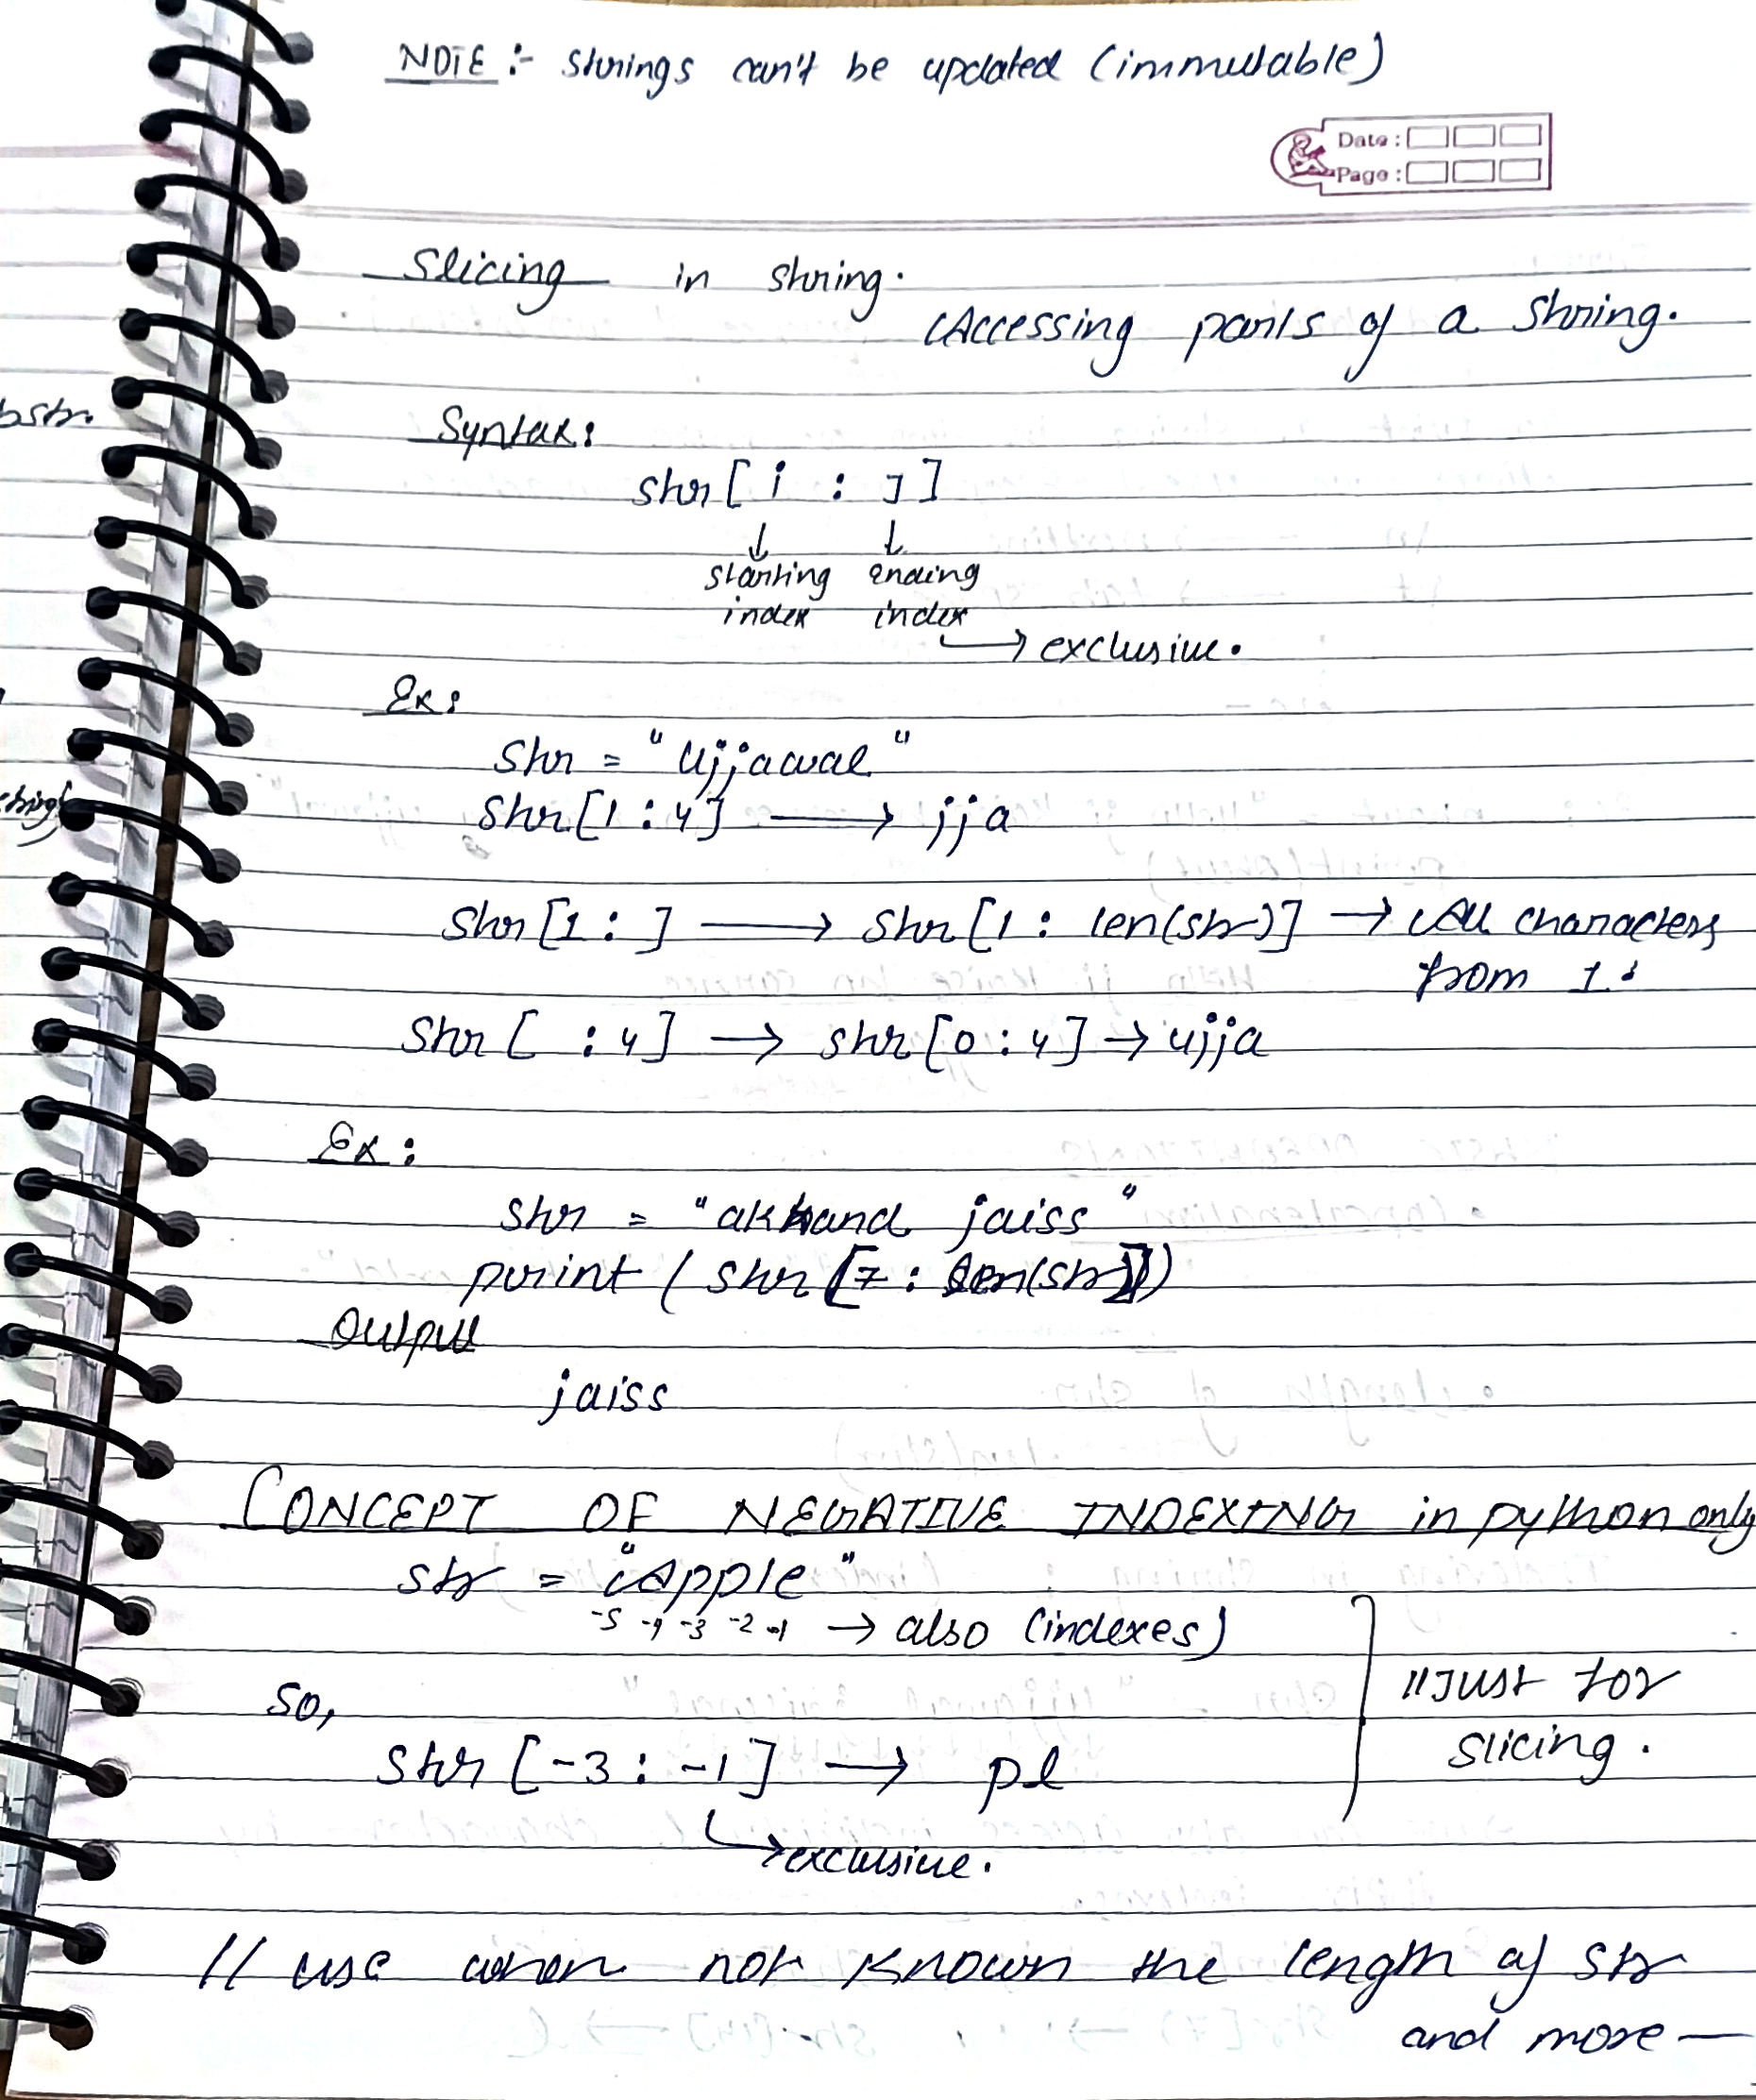 NOTE :- Strings can't be updated (immutable)
Date :
Page :
Slicing in string.
Accessing parts of a string.
Syntax:
str [ i : j ]
↓ ↓
starting ending
index index
→ exclusive.
Ex:
Str = "Ujjawal"
Str [1 : 4] → jja
Str [1 : ] → Str [1 : len(str)] → All characters
from 1.
Str [ : 4] → str [0 : 4] → ujja
Ex:
Str = "akhand jaiss"
print (str [7 : len(str)])
Output
jaiss
CONCEPT OF NEGATIVE INDEXING in python only
str = "Apple"
-5 -4 -3 -2 -1 → also (indexes)
// Just for
slicing.
So,
Str [-3 : -1] → pl
→ exclusive.
// use when not known the length of str
and more —